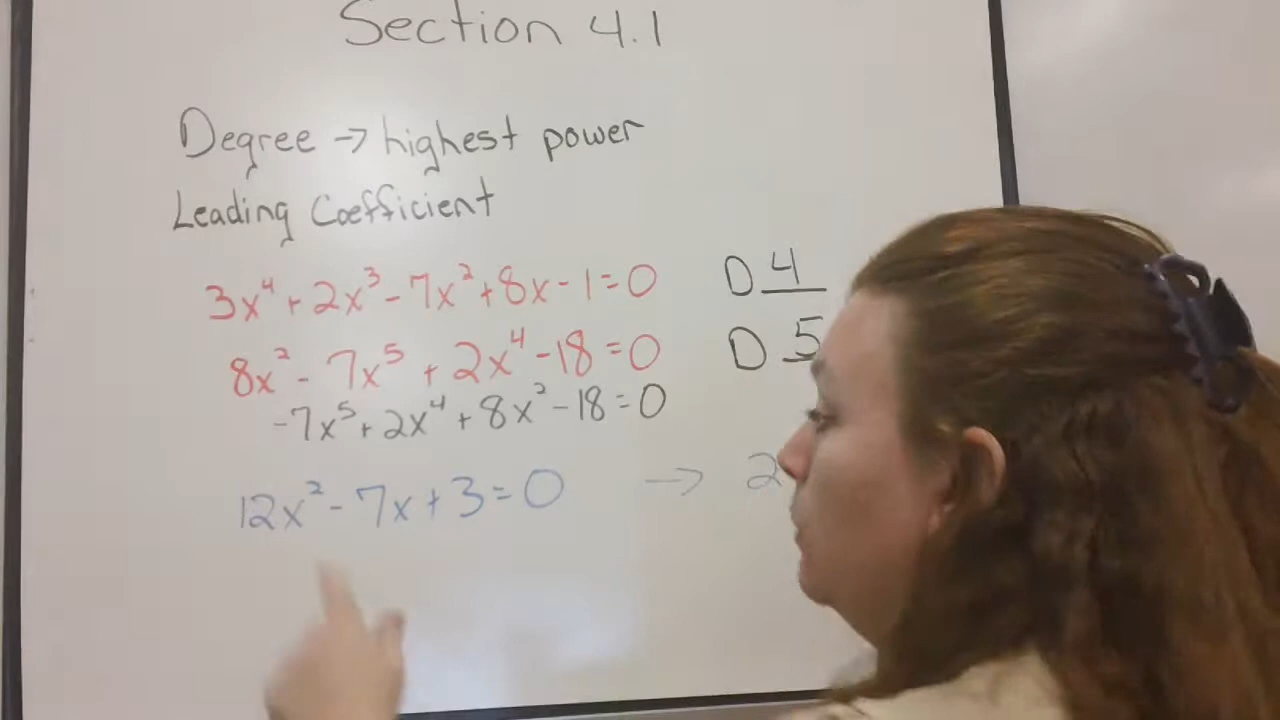 Section 4.1
Degree → highest power
Leading Coefficient
3x⁴ + 2x³ - 7x² + 8x - 1 = 0 D 4
8x² - 7x⁵ + 2x⁴ - 18 = 0 D 5
-7x⁵ + 2x⁴ + 8x² - 18 = 0
12x² - 7x + 3 = 0 → 2